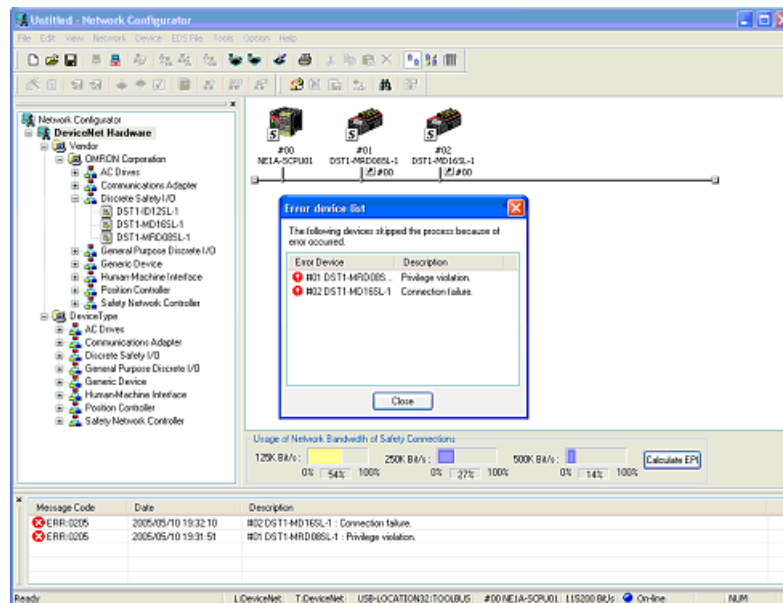 Untitled - Network Configurator
File Edit View Network Device EDS File Tools Option Help
Network Configurator
DeviceNet Hardware
Vendor
OMRON Corporation
AC Drives
Communications Adapter
Discrete Safety I/O
DST1-ID12SL-1
DST1-MD16SL-1
DST1-MRD08SL-1
General Purpose Discrete I/O
Generic Device
Human-Machine Interface
Position Controller
Safety Network Controller
DeviceType
AC Drives
Communications Adapter
Discrete Safety I/O
General Purpose Discrete I/O
Generic Device
Human-Machine Interface
Position Controller
Safety Network Controller
#00 #01 #02
NE1A-SCPU01 DST1-MRD08SL-1 DST1-MD16SL-1
#00 #00
Error device list
The following devices skipped the process because of
error occurred.
Error Device Description
#01 DST1-MRD08S... Privilege violation.
#02 DST1-MD16SL-1 Connection failure.
Close
Usage of Network Bandwidth of Safety Connections
125K Bit/s : 250K Bit/s : 500K Bit/s : Calculate EPI
0% 54% 100% 0% 27% 100% 0% 14% 100%
Message Code Date Description
ERR:0205 2005/05/10 19:32:10 #02 DST1-MD16SL-1 : Connection failure.
ERR:0205 2005/05/10 19:31:51 #01 DST1-MRD08SL-1 : Privilege violation.
Ready L:DeviceNet T:DeviceNet USB-LOCATION32:TOOLBUS #00 NE1A-SCPU01 115200 Bit/s On-line NUM